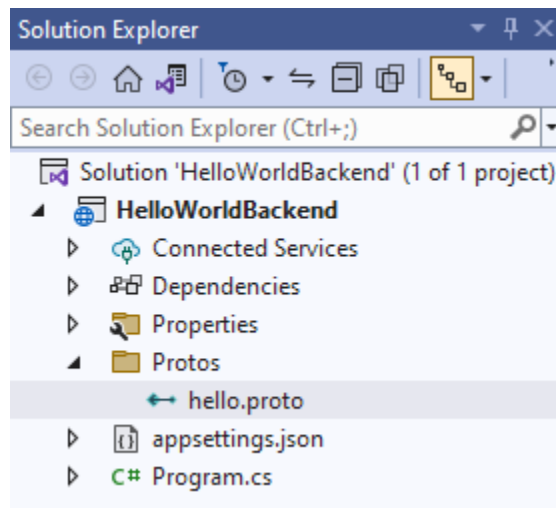 Solution Explorer
Search Solution Explorer (Ctrl+;)
Solution 'HelloWorldBackend' (1 of 1 project)
HelloWorldBackend
Connected Services
Dependencies
Properties
Protos
hello.proto
appsettings.json
C# Program.cs